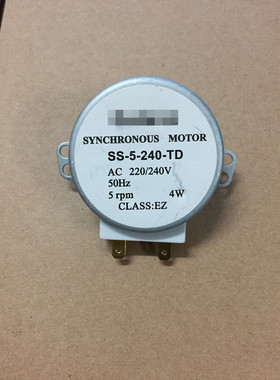 SYNCHRONOUS MOTOR
SS-5-240-TD
AC 220/240V
50Hz
5 rpm 4W
CLASS:EZ